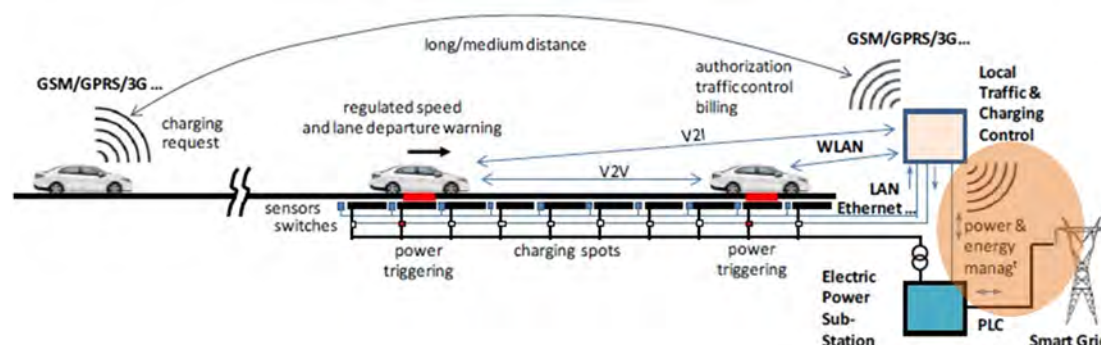 long/medium distance
GSM/GPRS/3G ...
charging
request
regulated speed
and lane departure warning
authorization
traffic control
billing
GSM/GPRS/3G...
Local
Traffic &
Charging
Control
V2I
V2V
WLAN
LAN
Ethernet ...
sensors
switches
power
triggering
charging spots
power
triggering
power &
energy
managᵗ
Electric
Power
Sub-
Station
PLC
Smart Grid